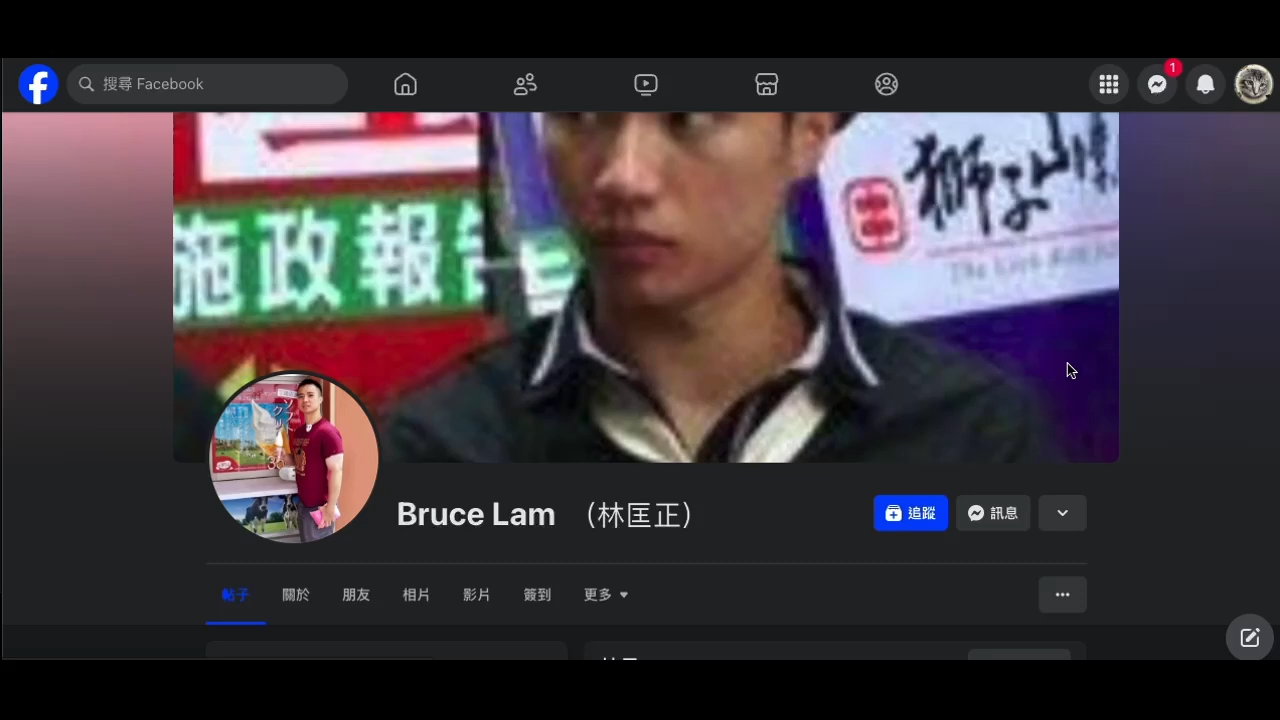 搜尋 Facebook
1
施政報告
獅子山
Bruce Lam （林匡正）
追蹤
訊息
帖子 關於 朋友 相片 影片 簽到 更多